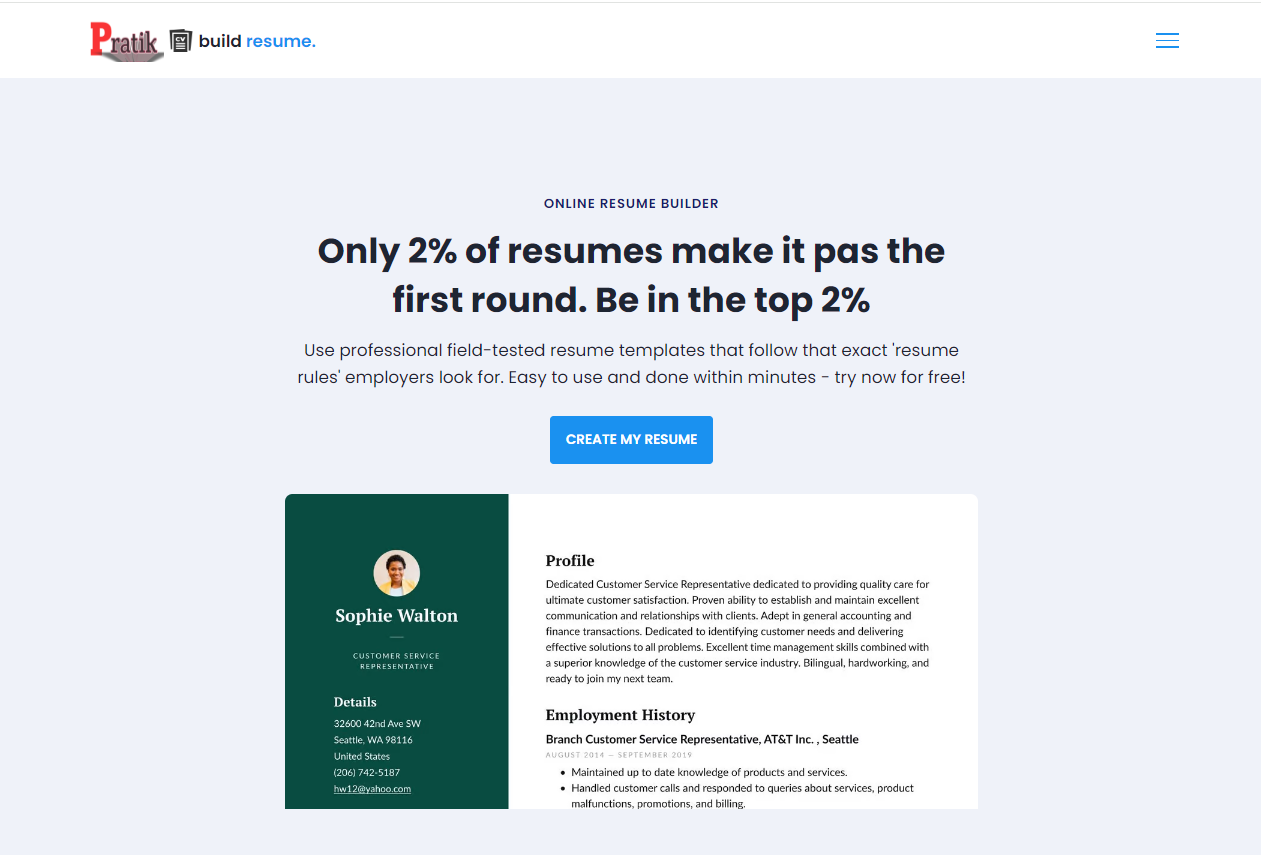 Pratik CV build resume.
ONLINE RESUME BUILDER
Only 2% of resumes make it pas the
first round. Be in the top 2%
Use professional field-tested resume templates that follow that exact 'resume
rules' employers look for. Easy to use and done within minutes - try now for free!
CREATE MY RESUME
Sophie Walton
CUSTOMER SERVICE
REPRESENTATIVE
Details
32600 42nd Ave SW
Seattle, WA 98116
United States
(206) 742-5187
hw12@yahoo.com
Profile
Dedicated Customer Service Representative dedicated to providing quality care for
ultimate customer satisfaction. Proven ability to establish and maintain excellent
communication and relationships with clients. Adept in general accounting and
finance transactions. Dedicated to identifying customer needs and delivering
effective solutions to all problems. Excellent time management skills combined with
a superior knowledge of the customer service industry. Bilingual, hardworking, and
ready to join my next team.
Employment History
Branch Customer Service Representative, AT&T Inc. , Seattle
AUGUST 2014 — SEPTEMBER 2019
• Maintained up to date knowledge of products and services.
• Handled customer calls and responded to queries about services, product
malfunctions, promotions, and billing.